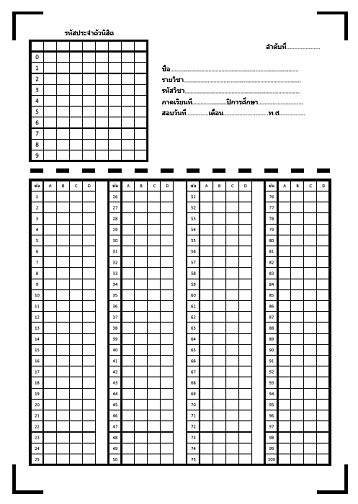 รหัสประจำตัวนิสิต
ลำดับที่....................
0
1
2
3
4
5
6
7
8
9
ชื่อ................................................................................
รายวิชา........................................................................
รหัสวิชา........................................................................
ภาคเรียนที่....................ปีการศึกษา..........................
สอบวันที่.............เดือน...........................พ.ศ...............
ข้อ A B C D ข้อ A B C D ข้อ A B C D ข้อ A B C D
1 26 51 76
2 27 52 77
3 28 53 78
4 29 54 79
5 30 55 80
6 31 56 81
7 32 57 82
8 33 58 83
9 34 59 84
10 35 60 85
11 36 61 86
12 37 62 87
13 38 63 88
14 39 64 89
15 40 65 90
16 41 66 91
17 42 67 92
18 43 68 93
19 44 69 94
20 45 70 95
21 46 71 96
22 47 72 97
23 48 73 98
24 49 74 99
25 50 75 100